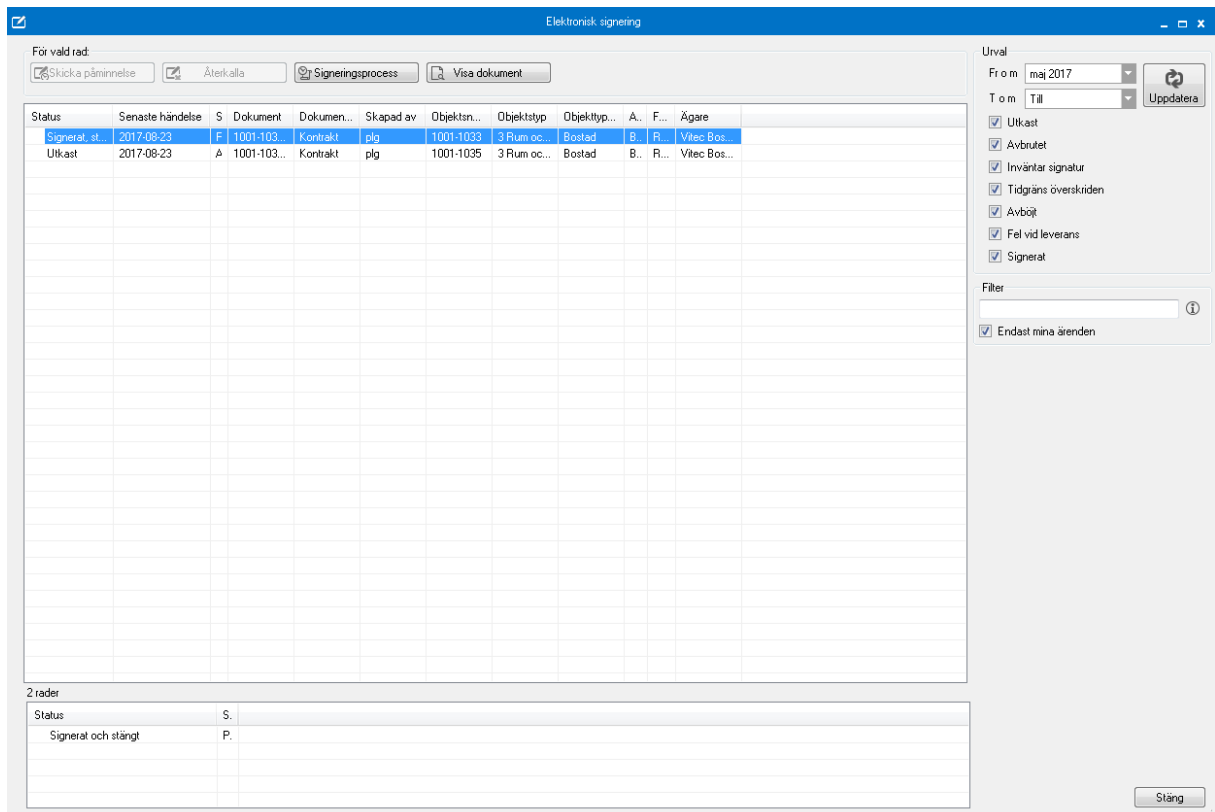 Elektronisk signering
För vald rad:
Skicka påminnelse Återkalla Signeringsprocess Visa dokument
Status Senaste händelse S Dokument Dokumen... Skapad av Objektsn... Objektstyp Objekttyp... A.. F... Ägare
Signerat, st... 2017-08-23 F 1001-103... Kontrakt plg 1001-1033 3 Rum oc... Bostad B.. R... Vitec Bos...
Utkast 2017-08-23 A 1001-103... Kontrakt plg 1001-1035 3 Rum oc... Bostad B.. R... Vitec Bos...
2 rader
Status S.
Signerat och stängt P.
Urval
From maj 2017
Tom Till
Uppdatera
Utkast
Avbrutet
Inväntar signatur
Tidgräns överskriden
Avböjt
Fel vid leverans
Signerat
Filter
Endast mina ärenden
Stäng